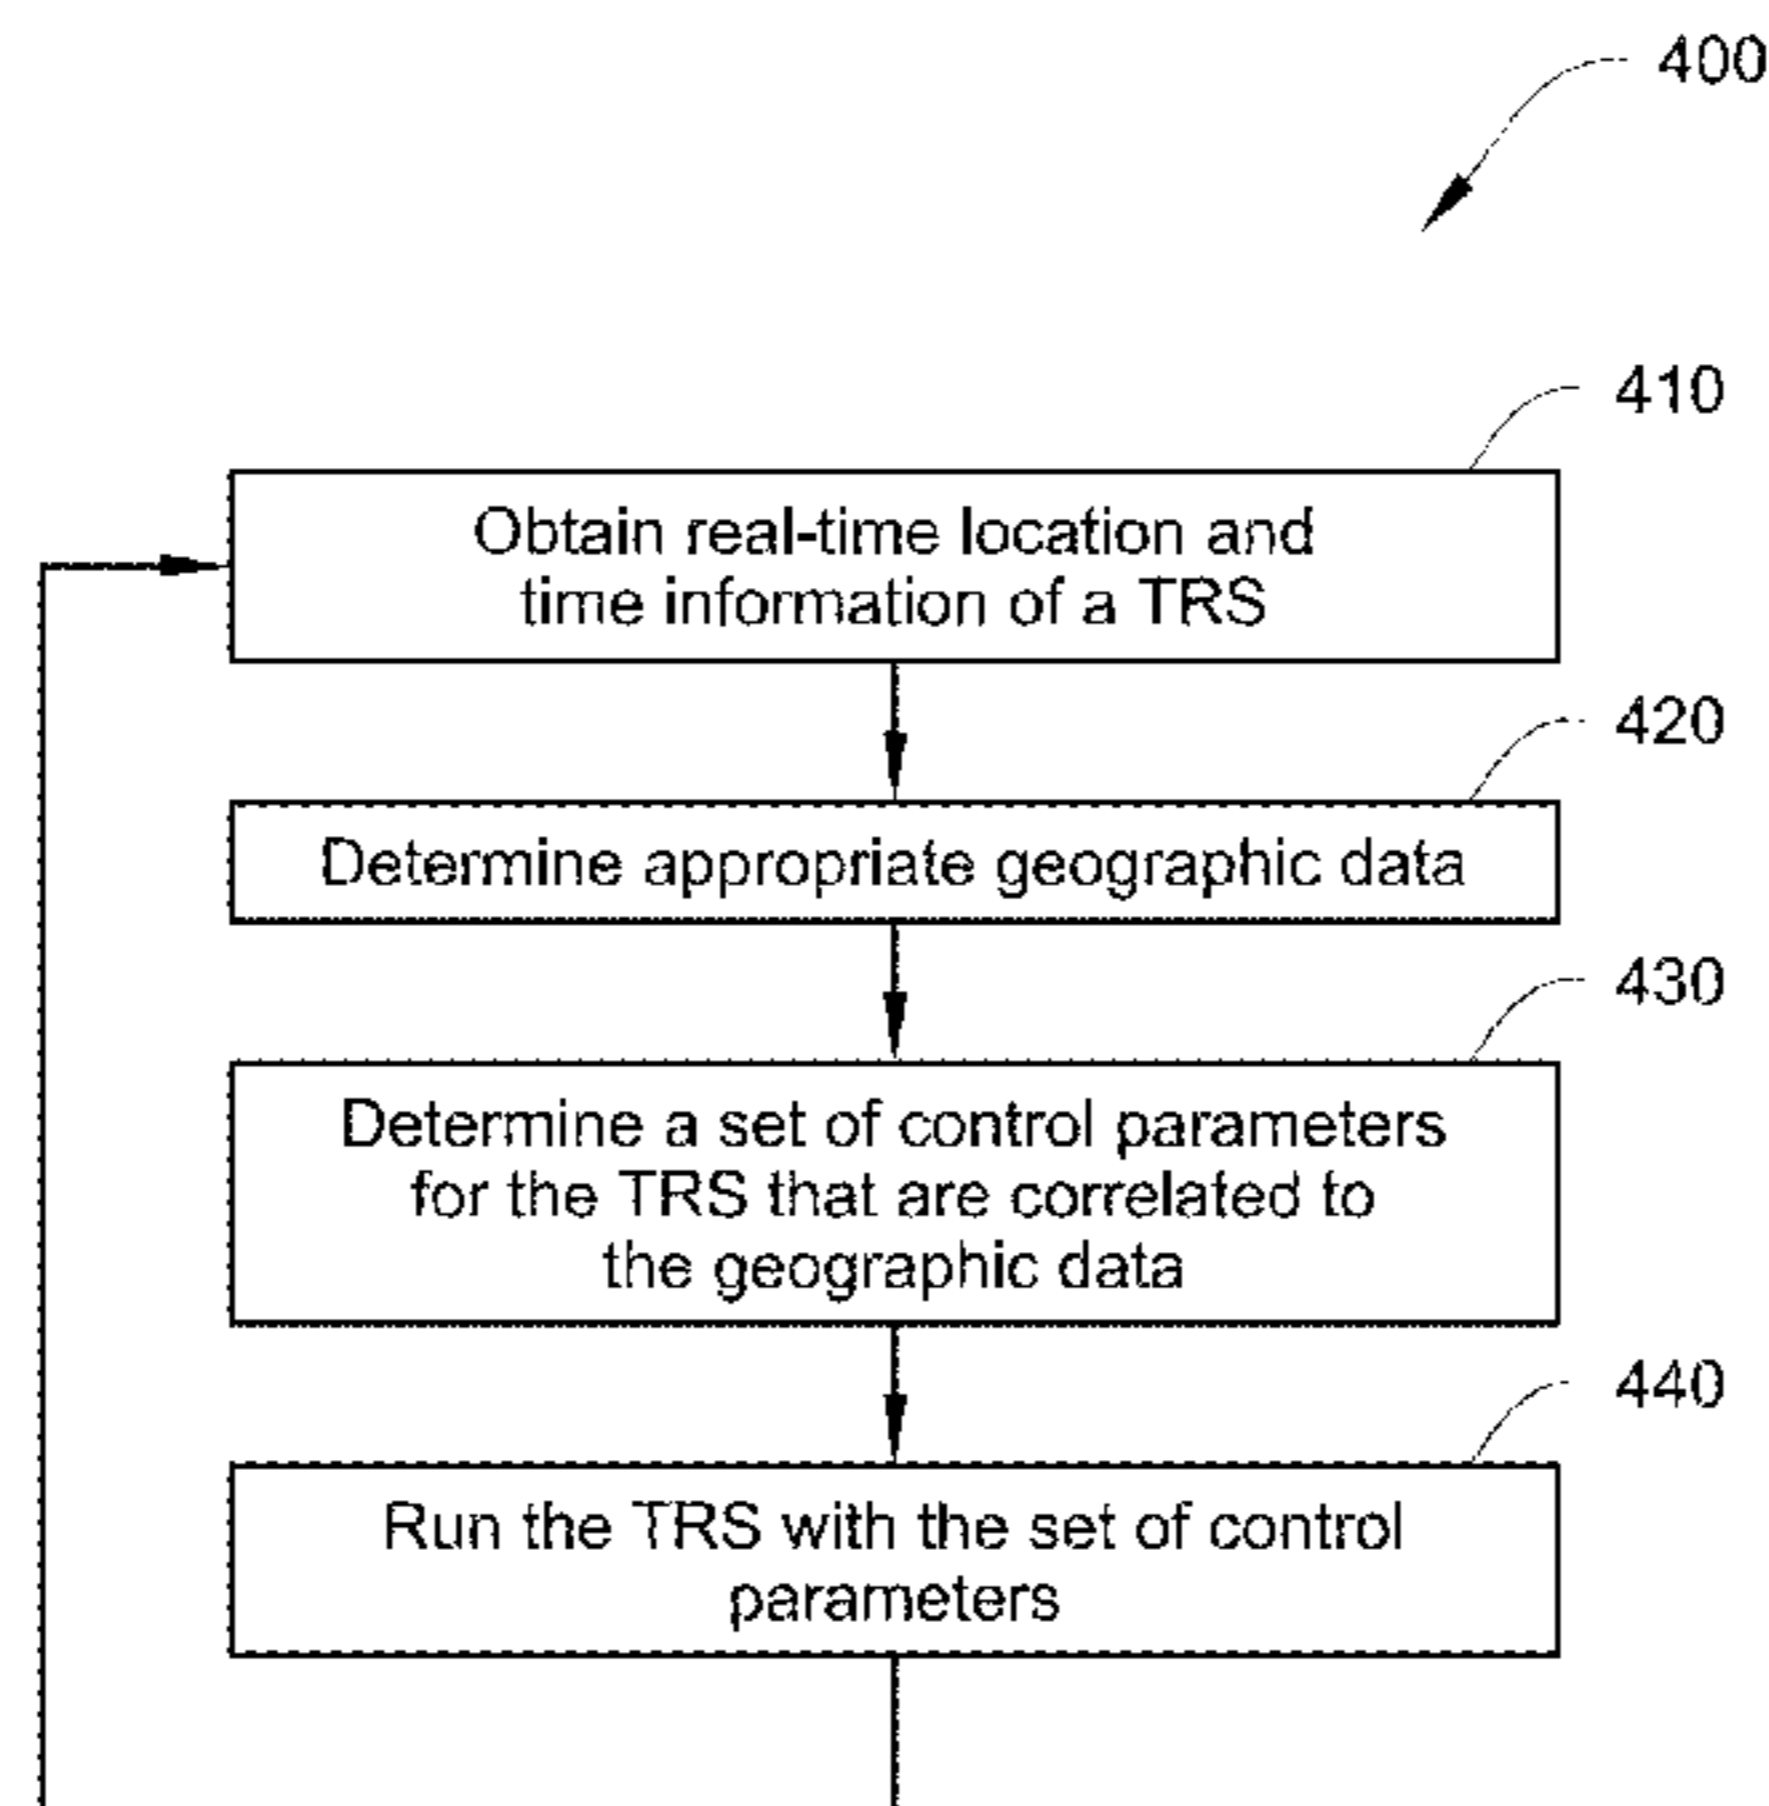 400
410
Obtain real-time location and
time information of a TRS
420
Determine appropriate geographic data
430
Determine a set of control parameters
for the TRS that are correlated to
the geographic data
440
Run the TRS with the set of control
parameters